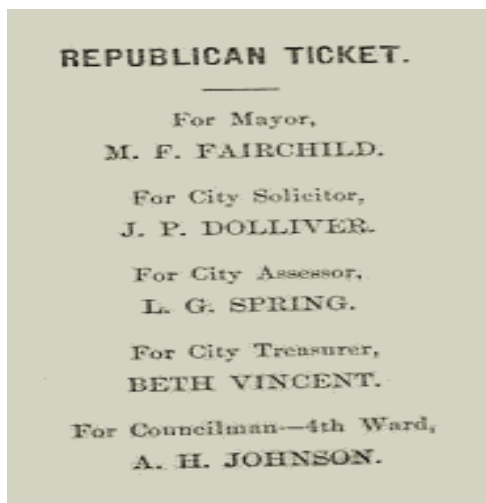 REPUBLICAN TICKET.
For Mayor,
M. F. FAIRCHILD.
For City Solicitor,
J. P. DOLLIVER.
For City Assessor,
L. G. SPRING.
For City Treasurer,
BETH VINCENT.
For Councilman—4th Ward,
A. H. JOHNSON.